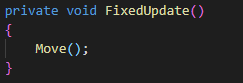 private void FixedUpdate()
{
    Move();
}